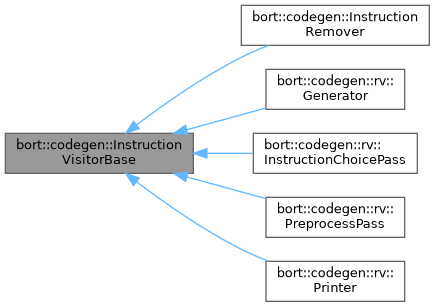 bort::codegen::Instruction
Remover
bort::codegen::rv::
Generator
bort::codegen::Instruction
VisitorBase
bort::codegen::rv::
InstructionChoicePass
bort::codegen::rv::
PreprocessPass
bort::codegen::rv::
Printer